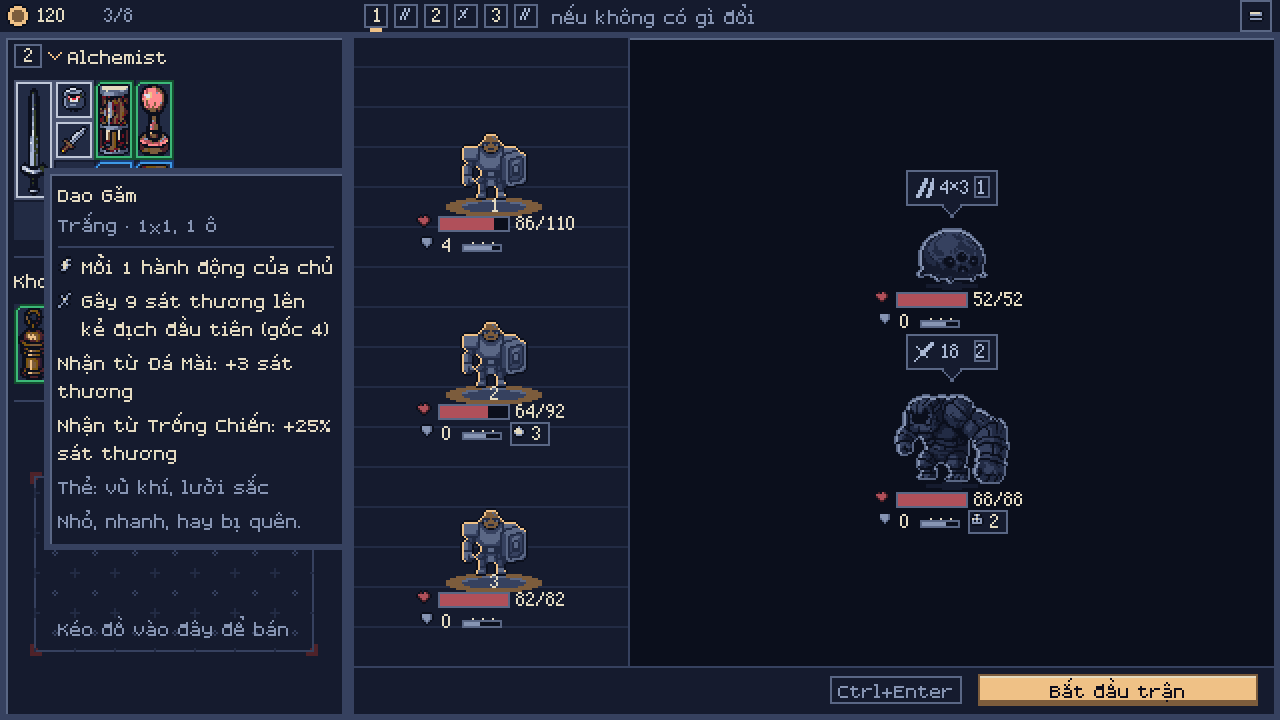 120 3/8
1 2 3 nếu không có gì đổi
2 Alchemist
Dao Găm
Trắng · 1x1, 1 ô
Mỗi 1 hành động của chủ
Gây 9 sát thương lên
kẻ địch đầu tiên (gốc 4)
Nhận từ Đá Mài: +3 sát
thương
Nhận từ Trống Chiến: +25%
sát thương
Thẻ: vũ khí, lưỡi sắc
Nhỏ, nhanh, hay bị quên.
Kéo đồ vào đây để bán
1
86/110
4
2
64/92
0 3
3
82/82
0
4×3 1
52/52
0
18 2
88/88
0 2
Ctrl+Enter
Bắt đầu trận